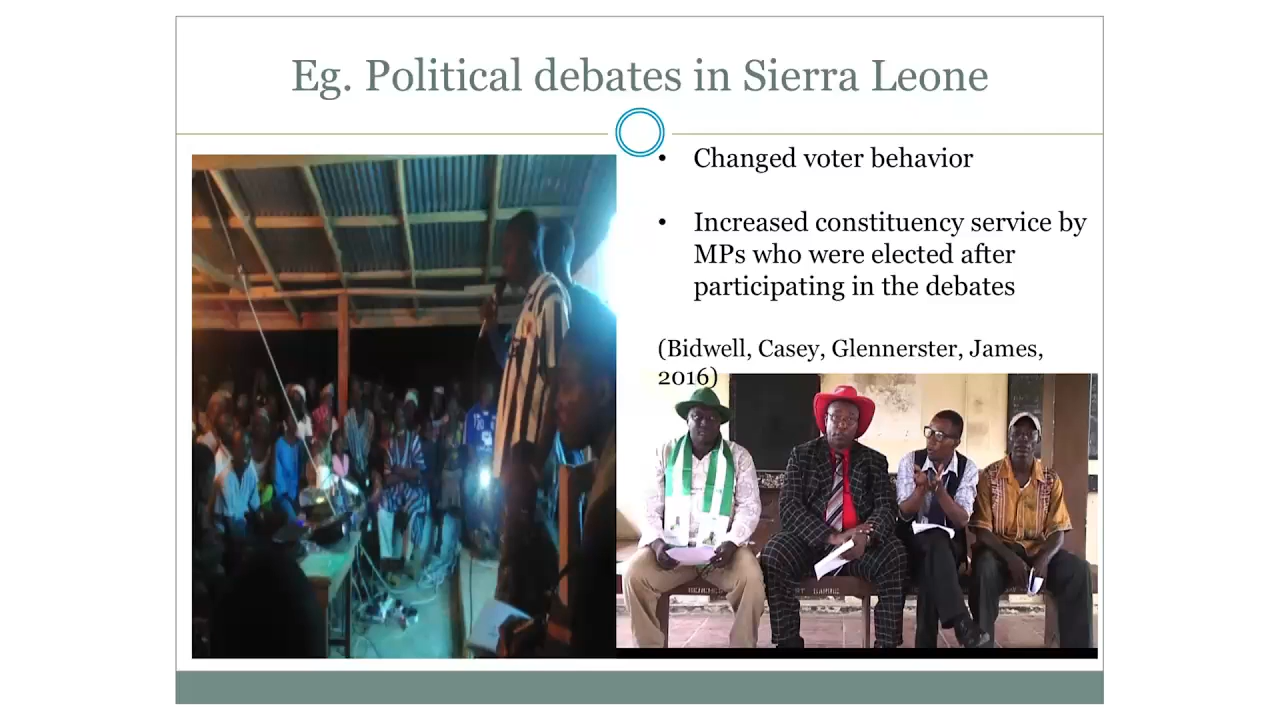 Eg. Political debates in Sierra Leone
• Changed voter behavior
• Increased constituency service by
MPs who were elected after
participating in the debates
(Bidwell, Casey, Glennerster, James,
2016)